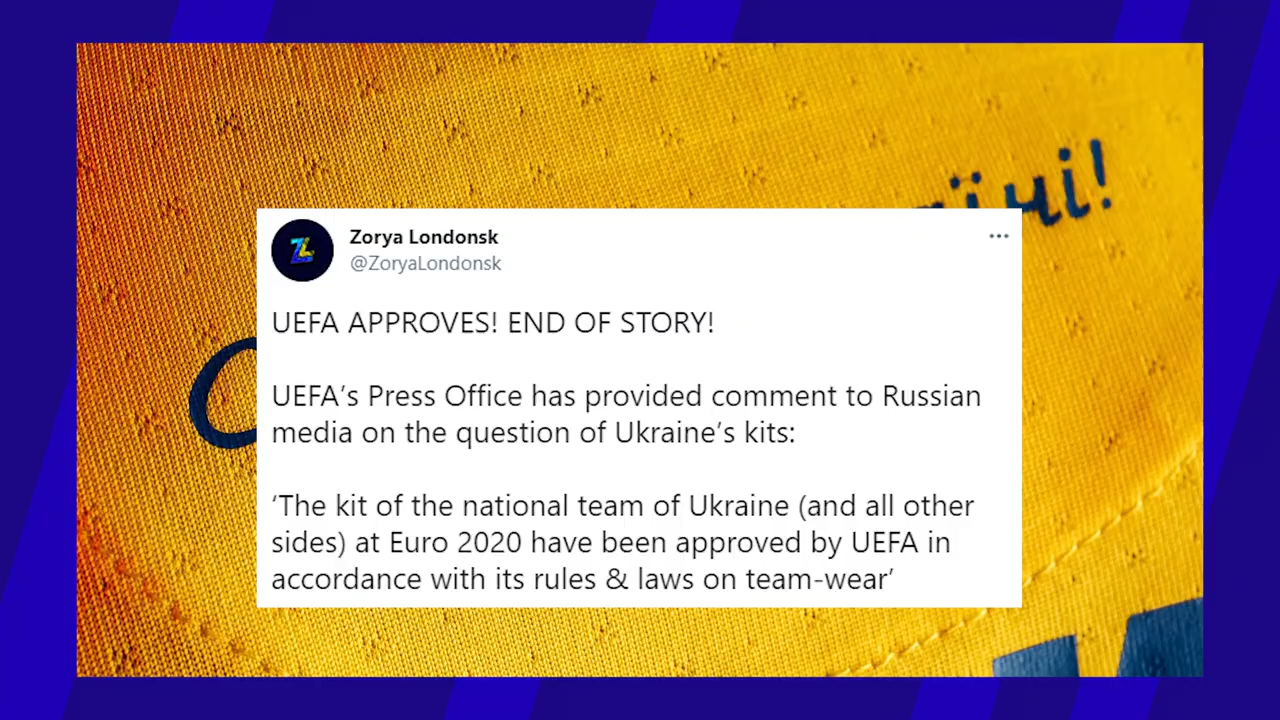 Zorya Londonsk
@ZoryaLondonsk
UEFA APPROVES! END OF STORY!
UEFA's Press Office has provided comment to Russian
media on the question of Ukraine's kits:
‘The kit of the national team of Ukraine (and all other
sides) at Euro 2020 have been approved by UEFA in
accordance with its rules & laws on team-wear’